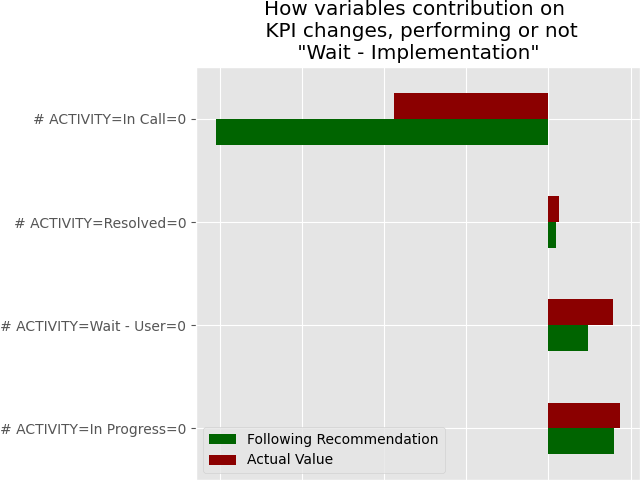 How variables contribution on
KPI changes, performing or not
"Wait - Implementation"
# ACTIVITY=In Call=0
# ACTIVITY=Resolved=0
# ACTIVITY=Wait - User=0
# ACTIVITY=In Progress=0
Following Recommendation
Actual Value